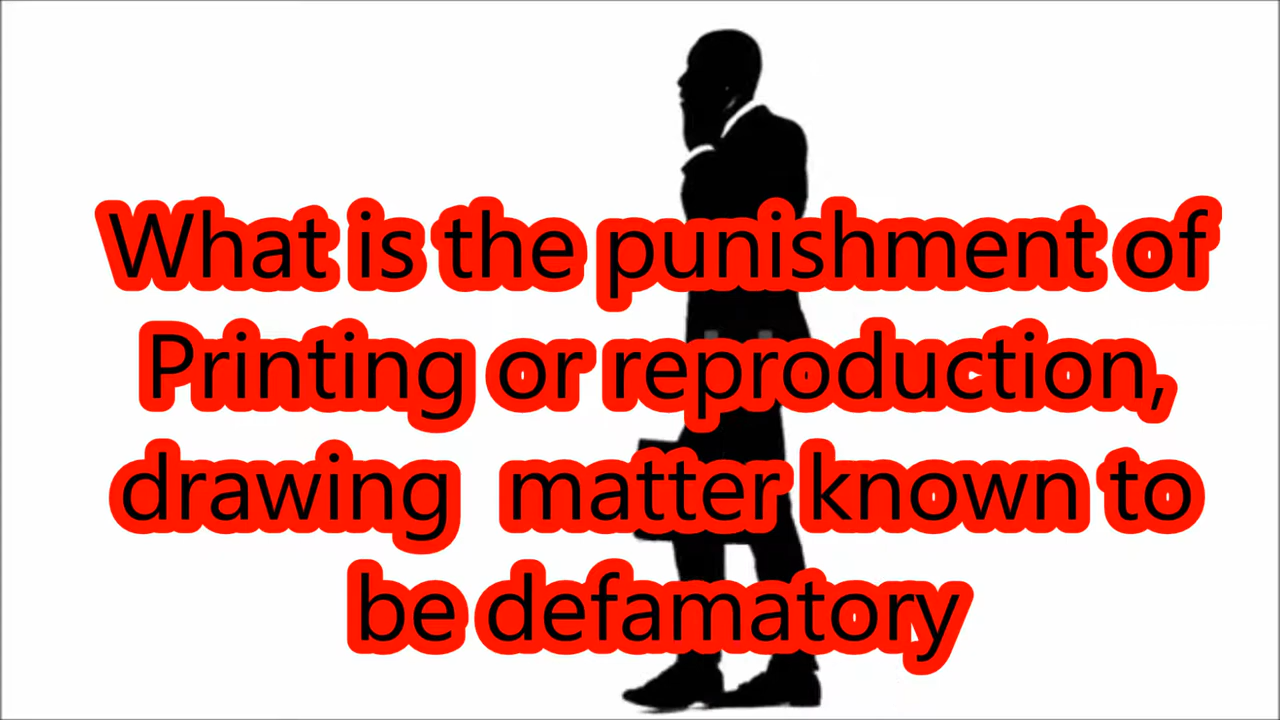 What is the punishment of
Printing or reproduction,
drawing matter known to
be defamatory